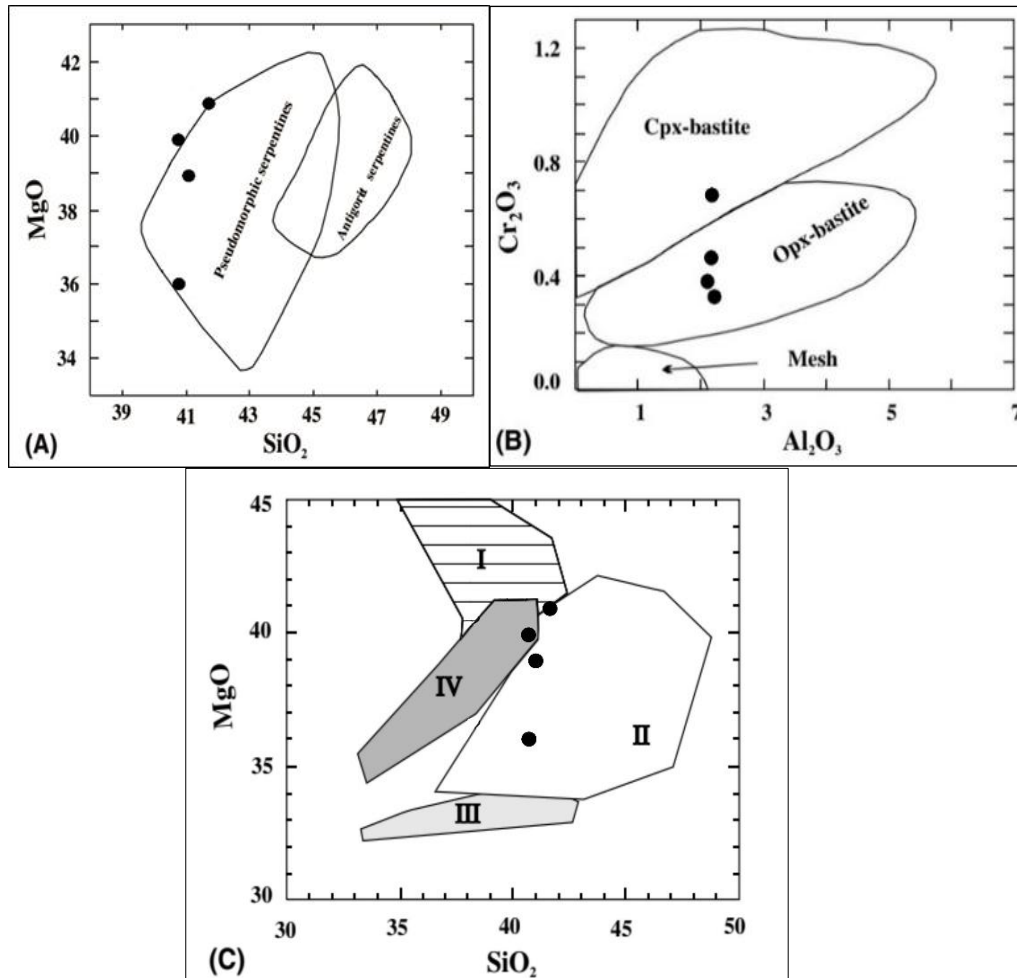 42
40
38
36
34
MgO
Pseudomorphic serpentines
Antigorit serpentines
39 41 43 45 47 49
(A) SiO₂
1.2
0.8
0.4
0.0
Cr₂O₃
Cpx-bastite
Opx-bastite
Mesh
1 3 5 7
(B) Al₂O₃
45
40
35
30
MgO
I
IV
II
III
30 35 40 45 50
(C) SiO₂